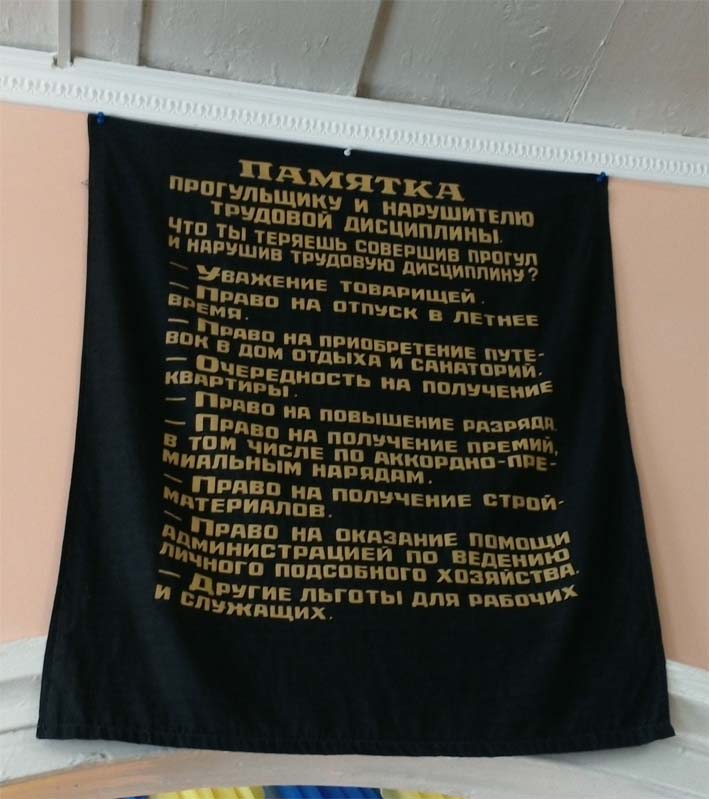 ПАМЯТКА
ПРОГУЛЬЩИКУ И НАРУШИТЕЛЮ
ТРУДОВОЙ ДИСЦИПЛИНЫ.
ЧТО ТЫ ТЕРЯЕШЬ СОВЕРШИВ ПРОГУЛ
И НАРУШИВ ТРУДОВУЮ ДИСЦИПЛИНУ?
— УВАЖЕНИЕ ТОВАРИЩЕЙ.
— ПРАВО НА ОТПУСК В ЛЕТНЕЕ
ВРЕМЯ.
— ПРАВО НА ПРИОБРЕТЕНИЕ ПУТЕ-
ВОК В ДОМ ОТДЫХА И САНАТОРИЙ.
— ОЧЕРЕДНОСТЬ НА ПОЛУЧЕНИЕ
КВАРТИРЫ.
— ПРАВО НА ПОВЫШЕНИЕ РАЗРЯДА.
— ПРАВО НА ПОЛУЧЕНИЕ ПРЕМИЙ,
В ТОМ ЧИСЛЕ ПО АККОРДНО-ПРЕ-
МИАЛЬНЫМ НАРЯДАМ.
— ПРАВО НА ПОЛУЧЕНИЕ СТРОЙ-
МАТЕРИАЛОВ.
— ПРАВО НА ОКАЗАНИЕ ПОМОЩИ
АДМИНИСТРАЦИЕЙ ПО ВЕДЕНИЮ
ЛИЧНОГО ПОДСОБНОГО ХОЗЯЙСТВА.
— ДРУГИЕ ЛЬГОТЫ ДЛЯ РАБОЧИХ
И СЛУЖАЩИХ.